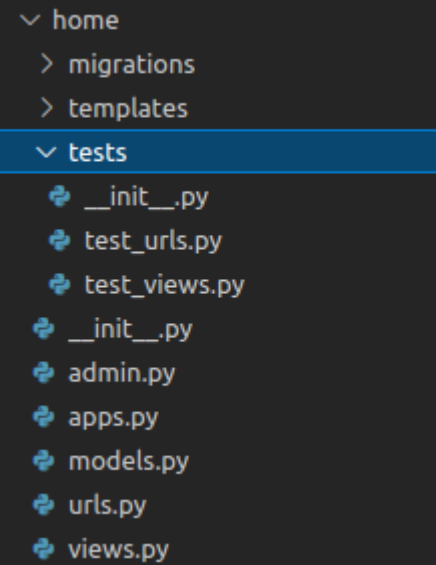 home
migrations
templates
tests
__init__.py
test_urls.py
test_views.py
__init__.py
admin.py
apps.py
models.py
urls.py
views.py